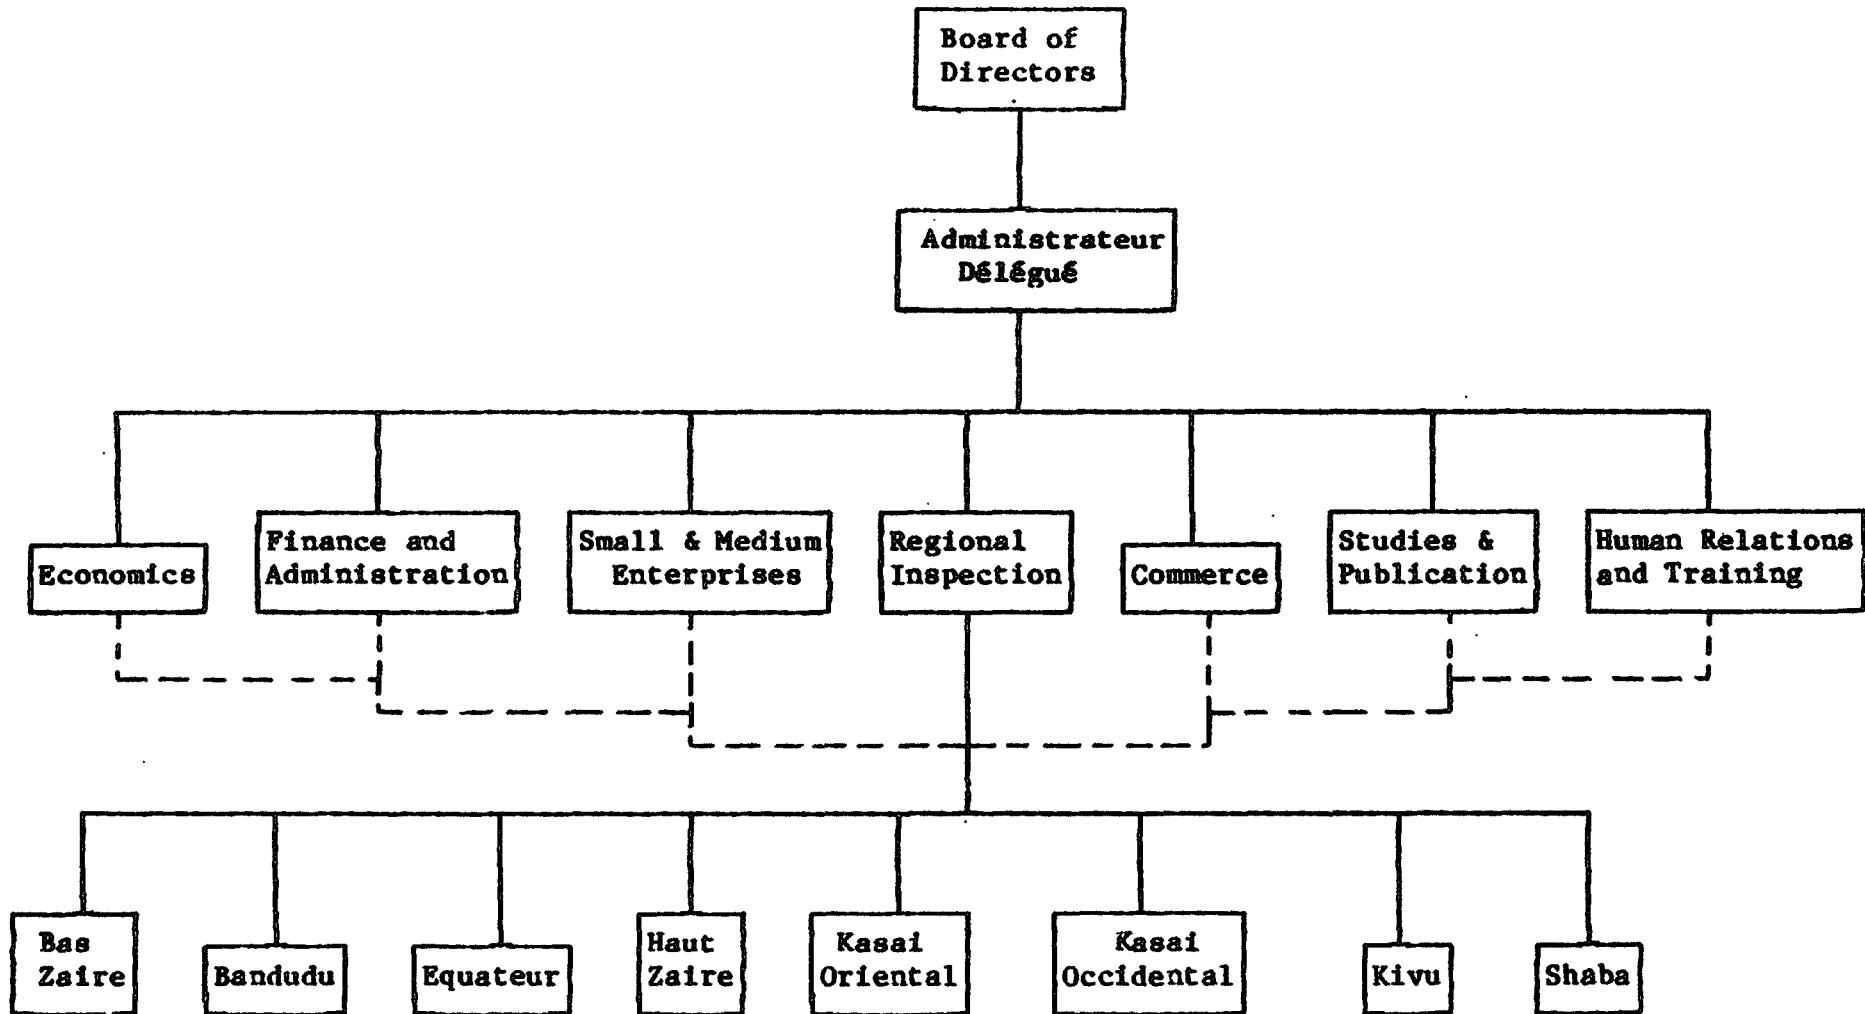 Board of
Directors
Administrateur
Délégué
Economics
Finance and
Administration
Small & Medium
Enterprises
Regional
Inspection
Commerce
Studies &
Publication
Human Relations
and Training
Bas
Zaire
Bandudu
Equateur
Haut
Zaire
Kasai
Oriental
Kasai
Occidental
Kivu
Shaba